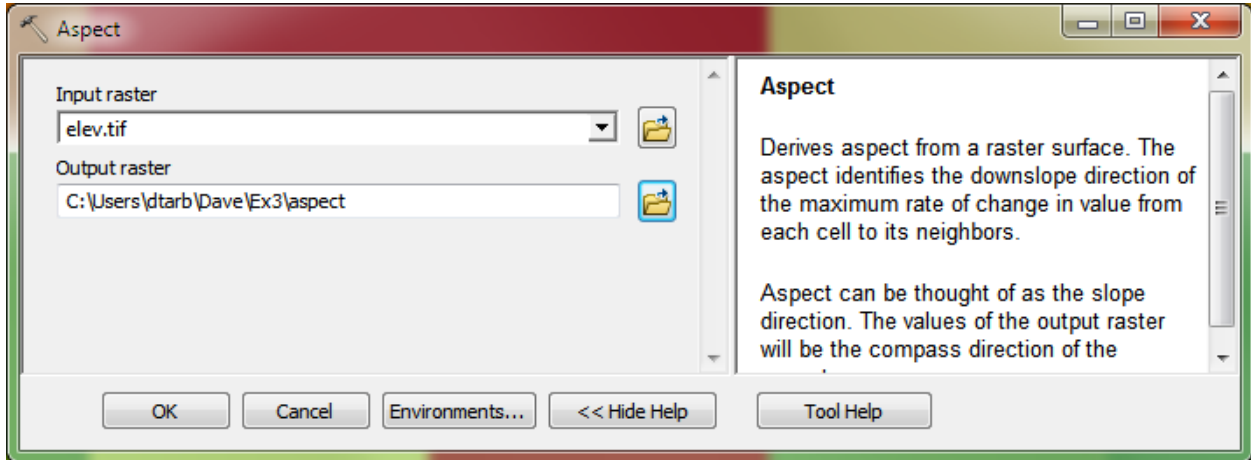 Aspect
Input raster
elev.tif
Output raster
C:\Users\dtarb\Dave\Ex3\aspect
Aspect
Derives aspect from a raster surface. The
aspect identifies the downslope direction of
the maximum rate of change in value from
each cell to its neighbors.
Aspect can be thought of as the slope
direction. The values of the output raster
will be the compass direction of the
OK
Cancel
Environments...
<< Hide Help
Tool Help